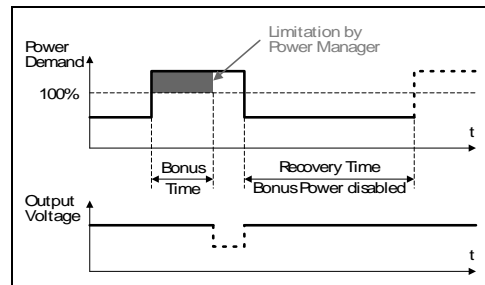 Limitation by
Power Manager
Power
Demand
100%
t
Bonus
Time
Recovery Time
Bonus Power disabled
Output
Voltage
t